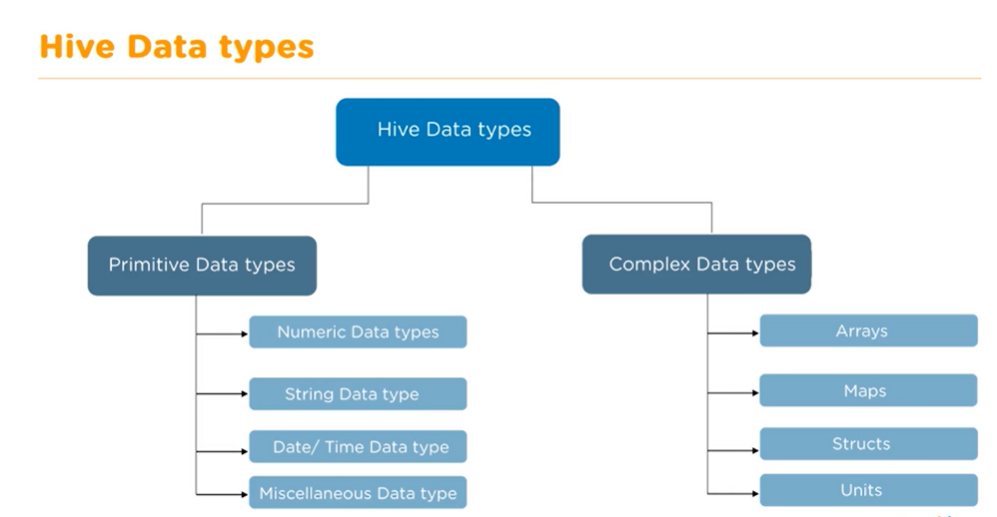 Hive Data types
Hive Data types
Primitive Data types
Complex Data types
Numeric Data types
String Data type
Date/ Time Data type
Miscellaneous Data type
Arrays
Maps
Structs
Units